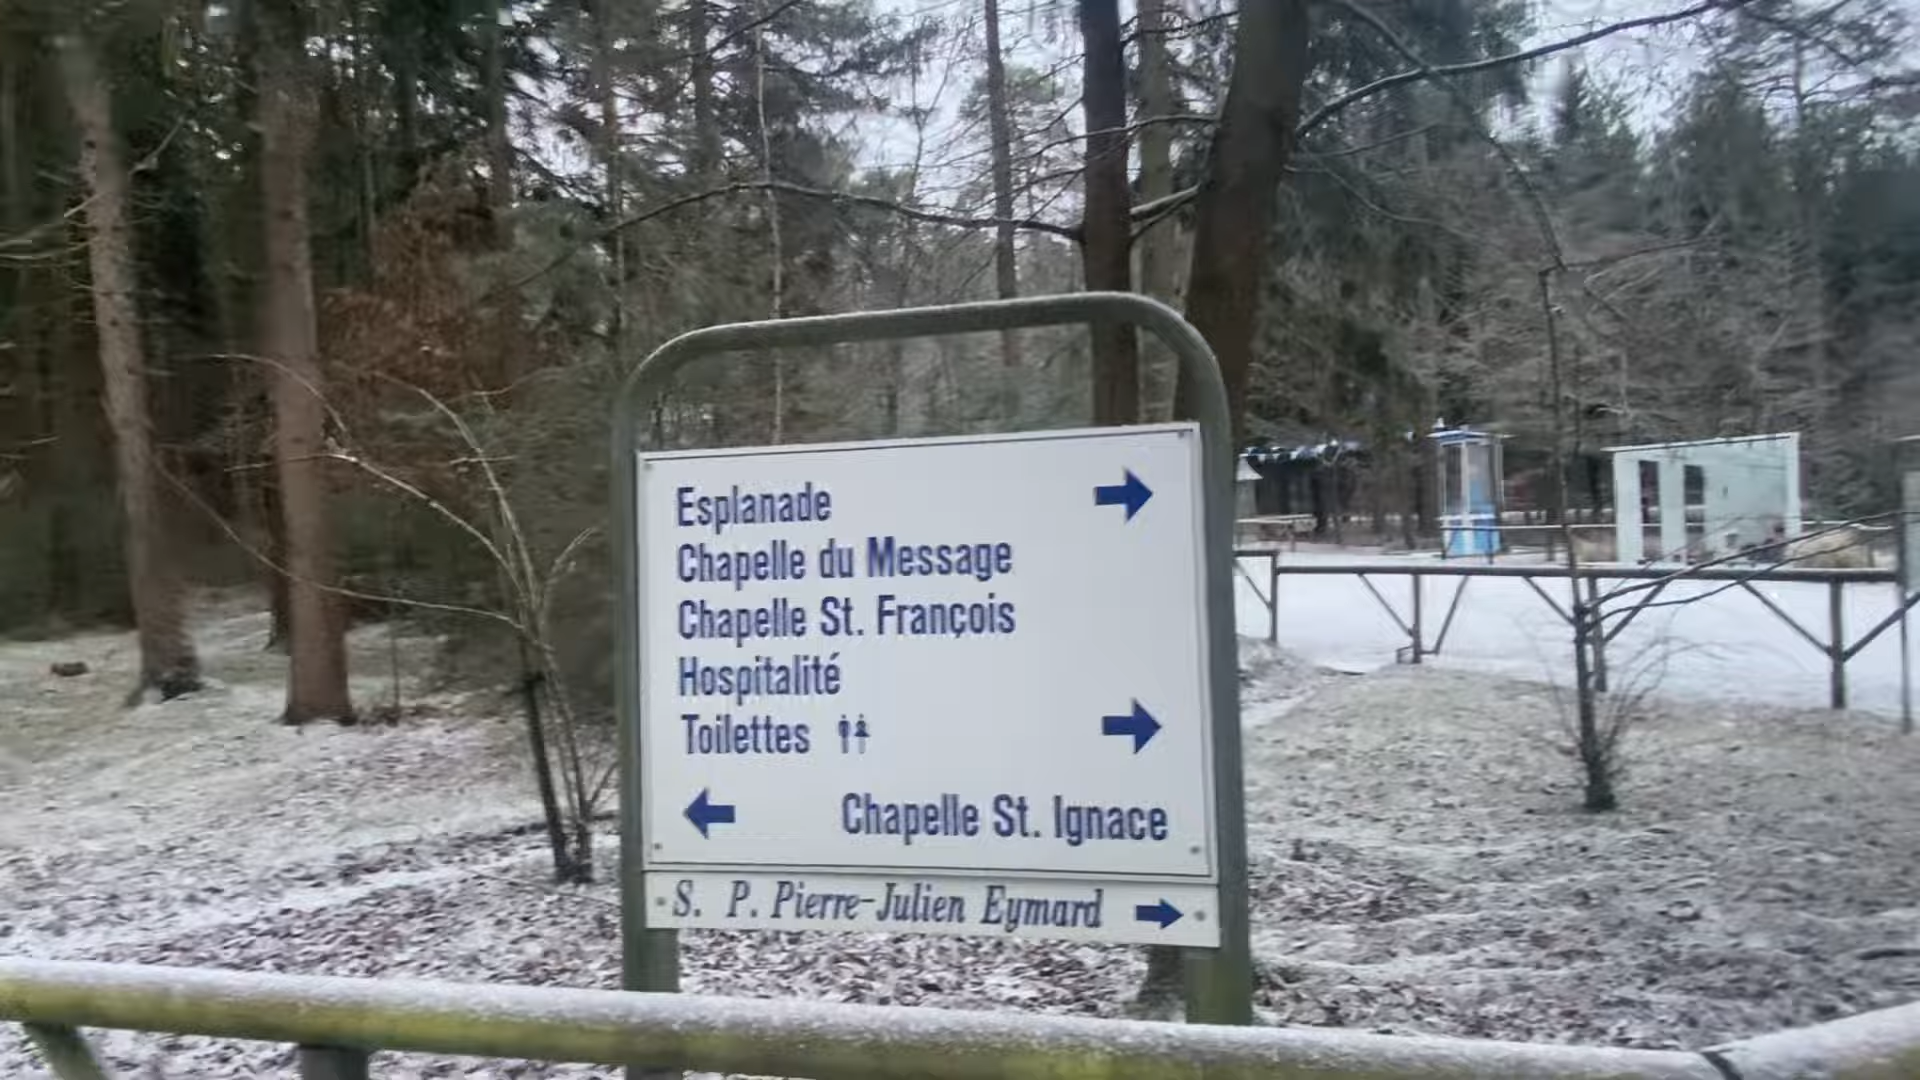 Esplanade
Chapelle du Message
Chapelle St. François
Hospitalité
Toilettes
Chapelle St. Ignace
S. P. Pierre-Julien Eymard